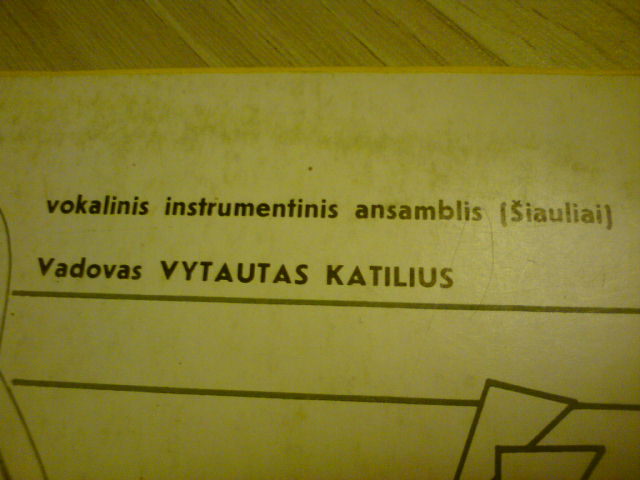 vokalinis instrumentinis ansamblis (Šiauliai)
Vadovas VYTAUTAS KATILIUS